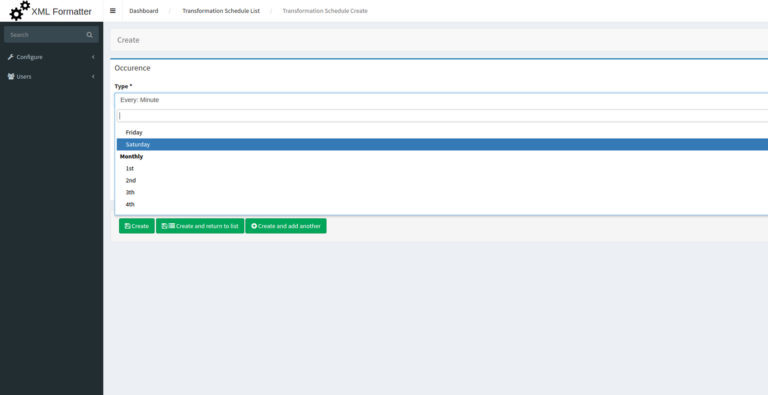 XML Formatter
Dashboard / Transformation Schedule List / Transformation Schedule Create
Search
Configure
Users
Create
Occurence
Type *
Every: Minute
Friday
Saturday
Monthly
1st
2nd
3th
4th
Create
Create and return to list
Create and add another